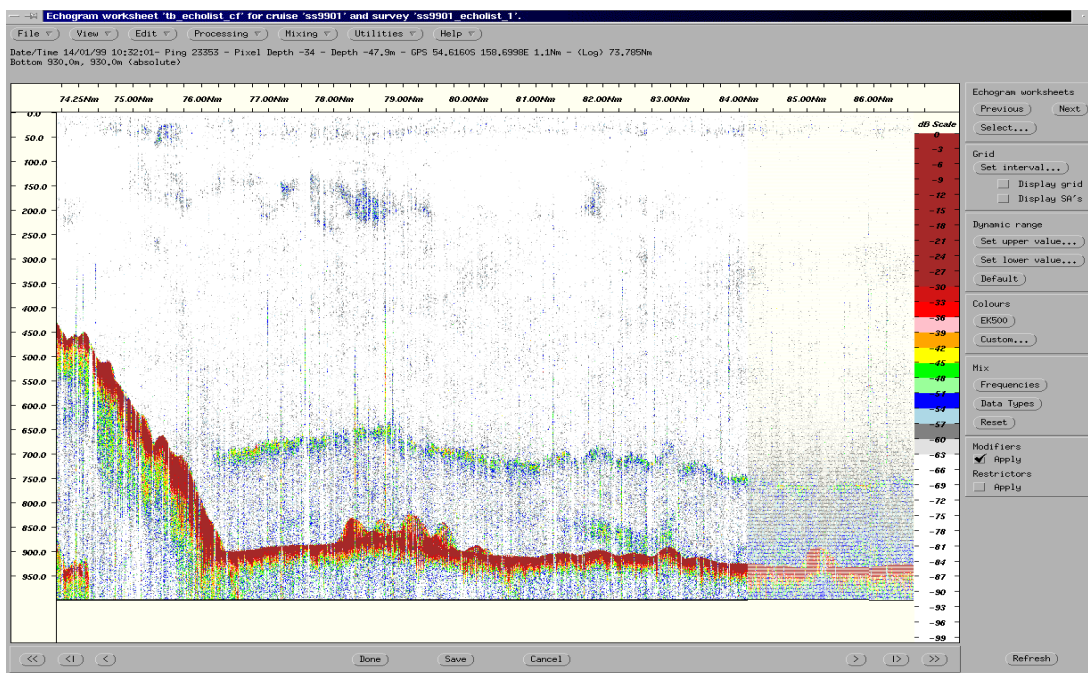 Echogram worksheet 'tb_echolist_cf' for cruise 'ss9901' and survey 'ss9901_echolist_1'.
File View Edit Processing Mixing Utilities Help
Date/Time 14/01/99 10:32:01- Ping 23353 - Pixel Depth -34 - Depth -47.9m - GPS 54.6160S 158.6998E 1.1Nm - (Log) 73.785Nm
Bottom 930.0m, 930.0m (absolute)
74.25Nm 75.00Nm 76.00Nm 77.00Nm 78.00Nm 79.00Nm 80.00Nm 81.00Nm 82.00Nm 83.00Nm 84.00Nm 85.00Nm 86.00Nm
0.0
50.0
100.0
150.0
200.0
250.0
300.0
350.0
400.0
450.0
500.0
550.0
600.0
650.0
700.0
750.0
800.0
850.0
900.0
950.0
dB Scale
0
-3
-6
-9
-12
-15
-18
-21
-24
-27
-30
-33
-36
-39
-42
-45
-48
-51
-54
-57
-60
-63
-66
-69
-72
-75
-78
-81
-84
-87
-90
-93
-96
-99
Echogram worksheets
Previous Next
Select...
Grid
Set interval...
Display grid
Display SA's
Dynamic range
Set upper value...
Set lower value...
Default
Colours
EK500
Custom...
Mix
Frequencies
Data Types
Reset
Modifiers
Apply
Restrictors
Apply
<< <| < Done Save Cancel > |> >> Refresh